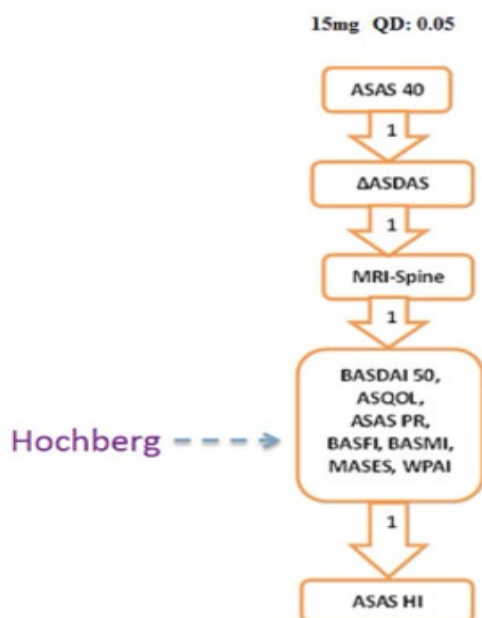 15mg QD: 0.05
ASAS 40
1
ΔASDAS
1
MRI-Spine
1
BASDAI 50,
ASQOL,
ASAS PR,
BASFI, BASMI,
MASES, WPAI
Hochberg
1
ASAS HI